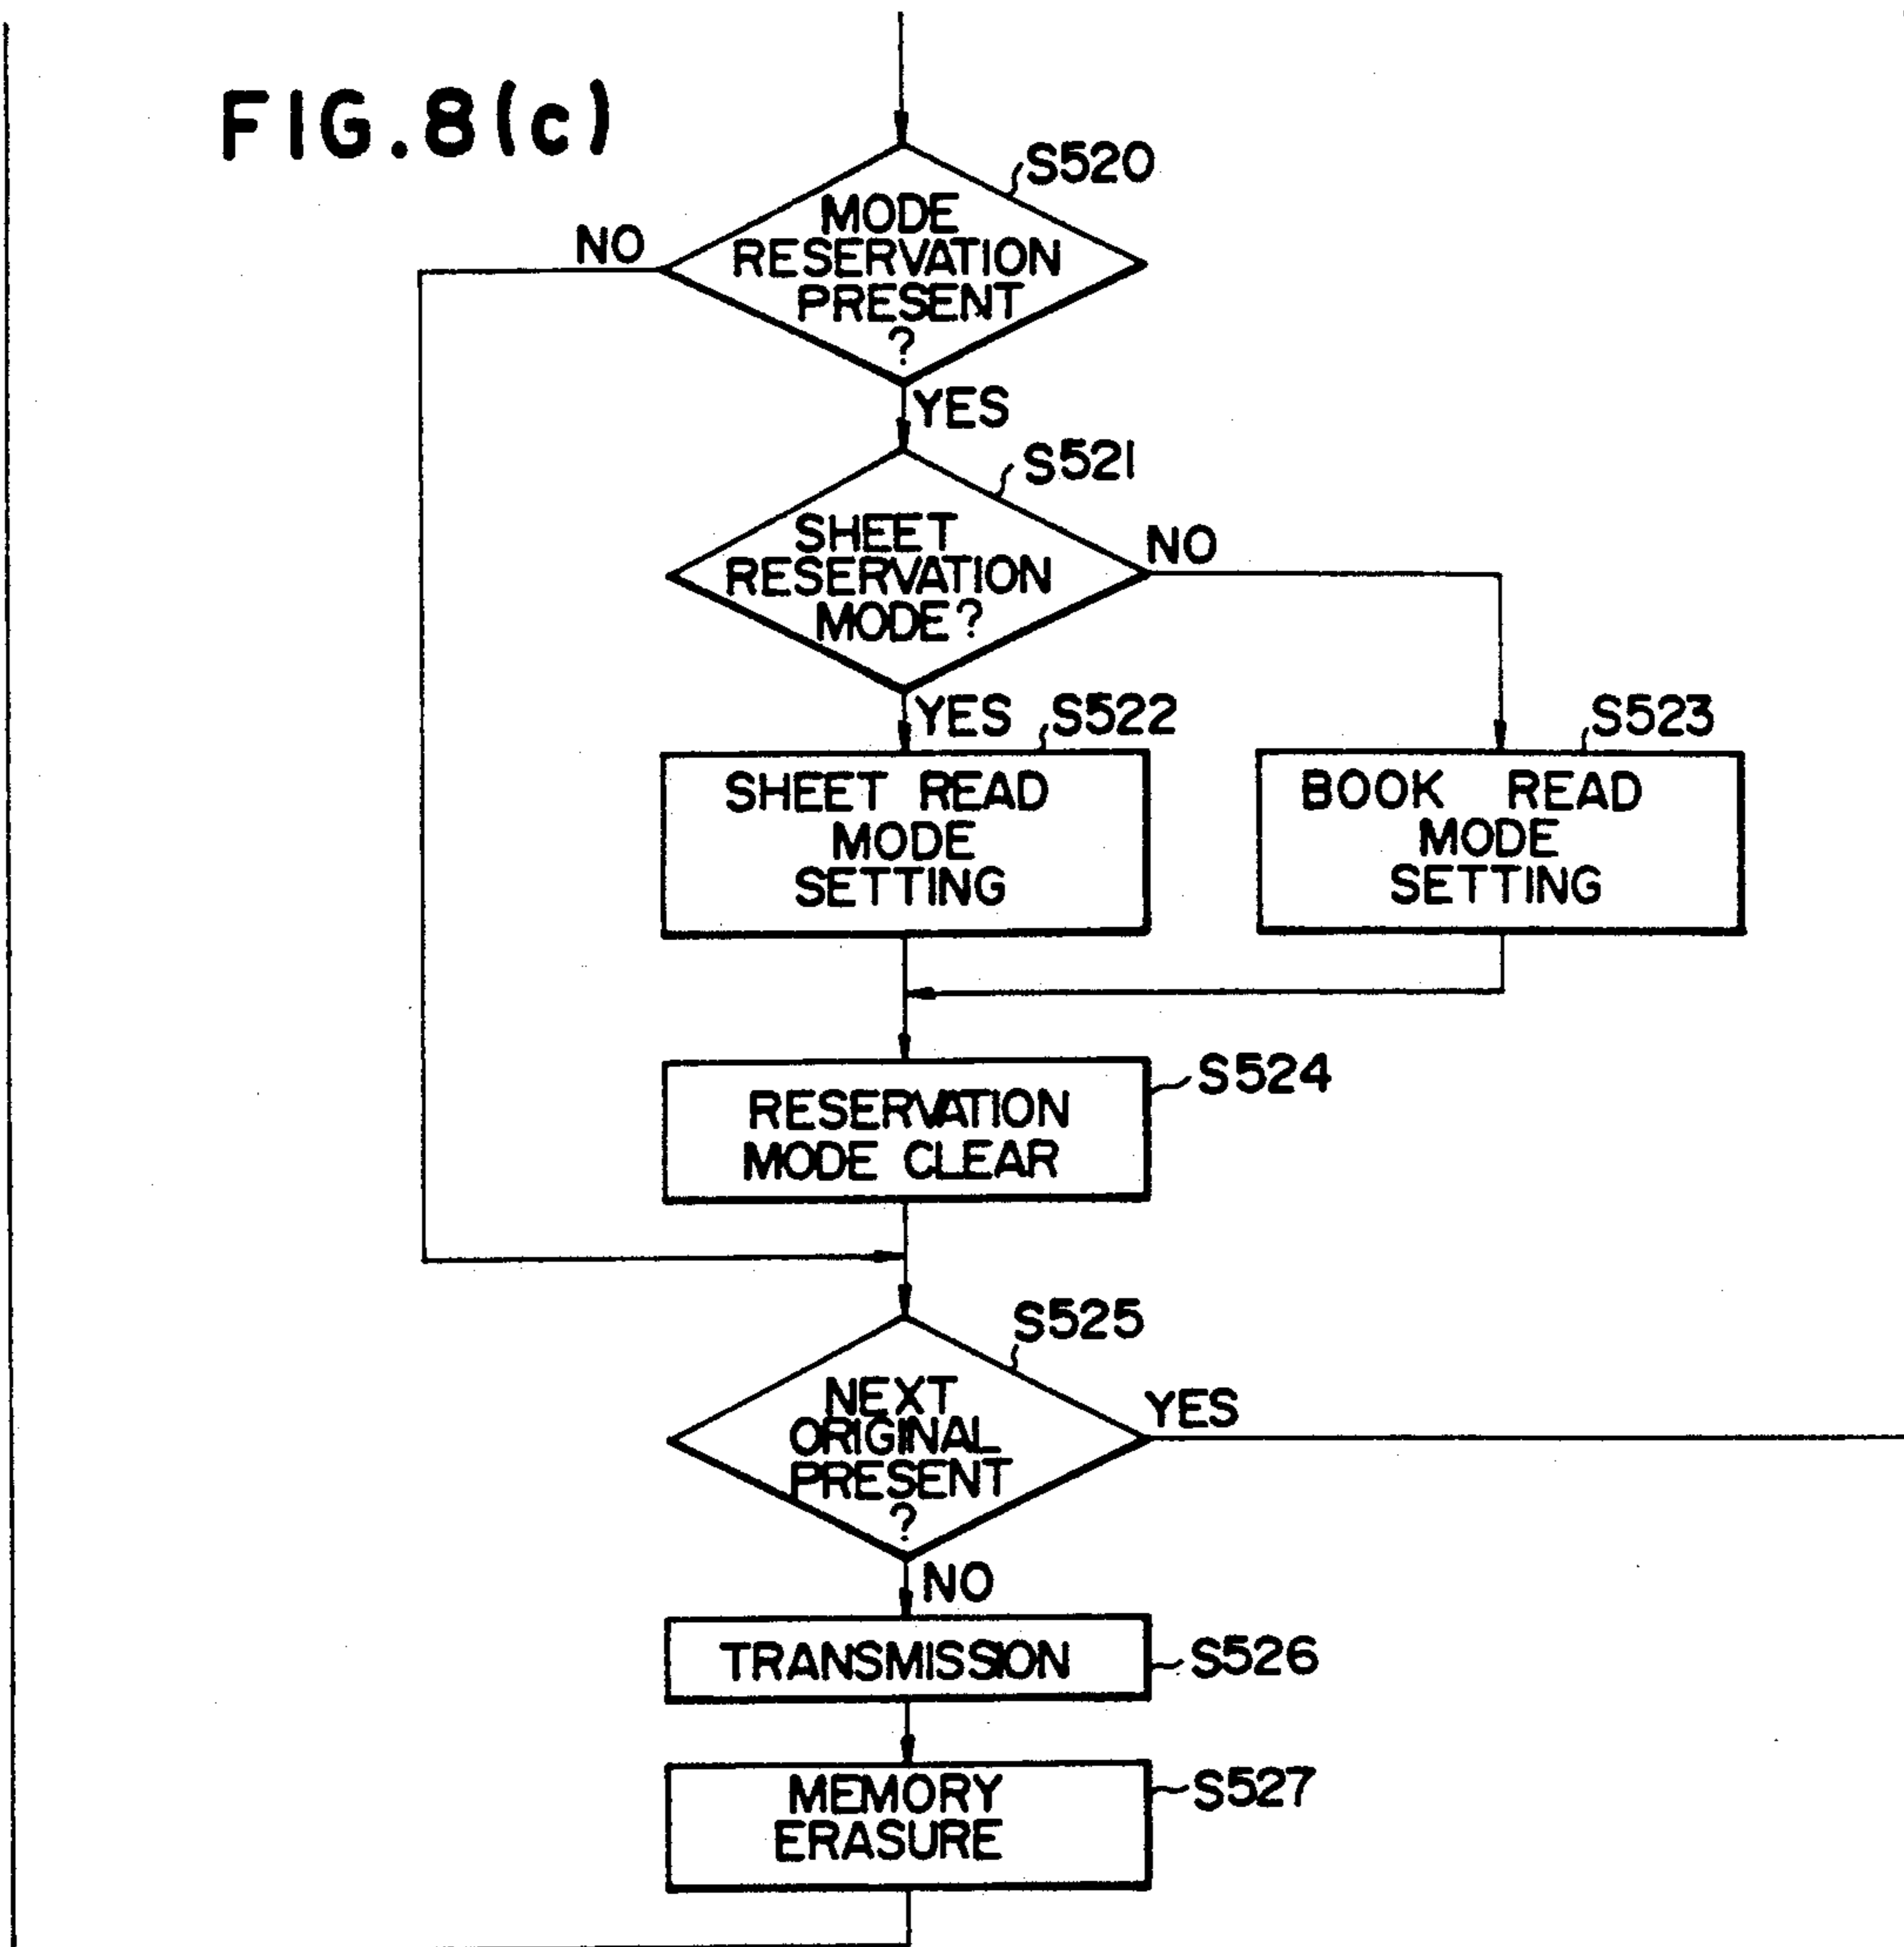 FIG.8(c)
S520
MODE
RESERVATION
PRESENT
?
NO
YES
S521
SHEET
RESERVATION
MODE?
NO
YES
S522
S523
SHEET READ
MODE
SETTING
BOOK READ
MODE
SETTING
S524
RESERVATION
MODE CLEAR
S525
NEXT
ORIGINAL
PRESENT
?
YES
NO
TRANSMISSION
S526
MEMORY
ERASURE
S527